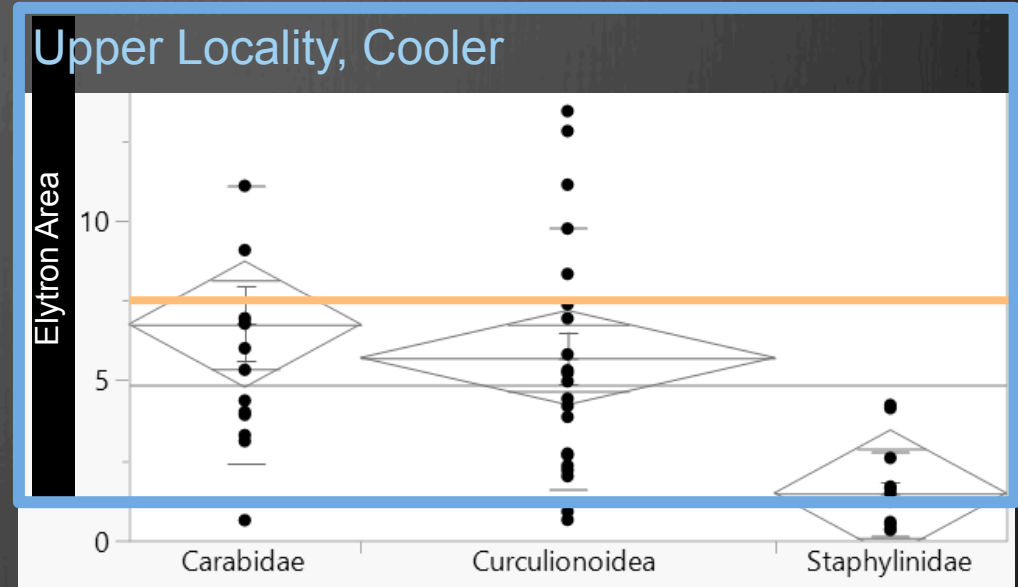 Upper Locality, Cooler
Elytron Area
10
5
0
Carabidae
Curculionoidea
Staphylinidae